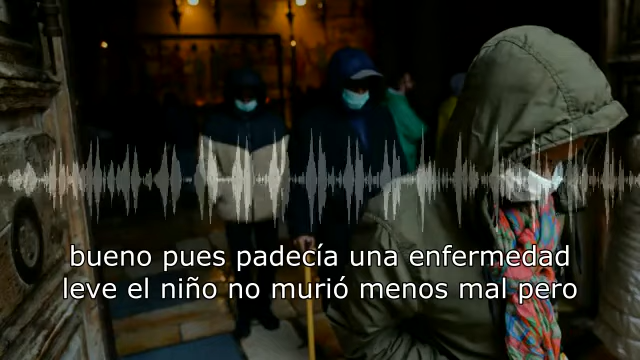 bueno pues padecía una enfermedad
leve el niño no murió menos mal pero